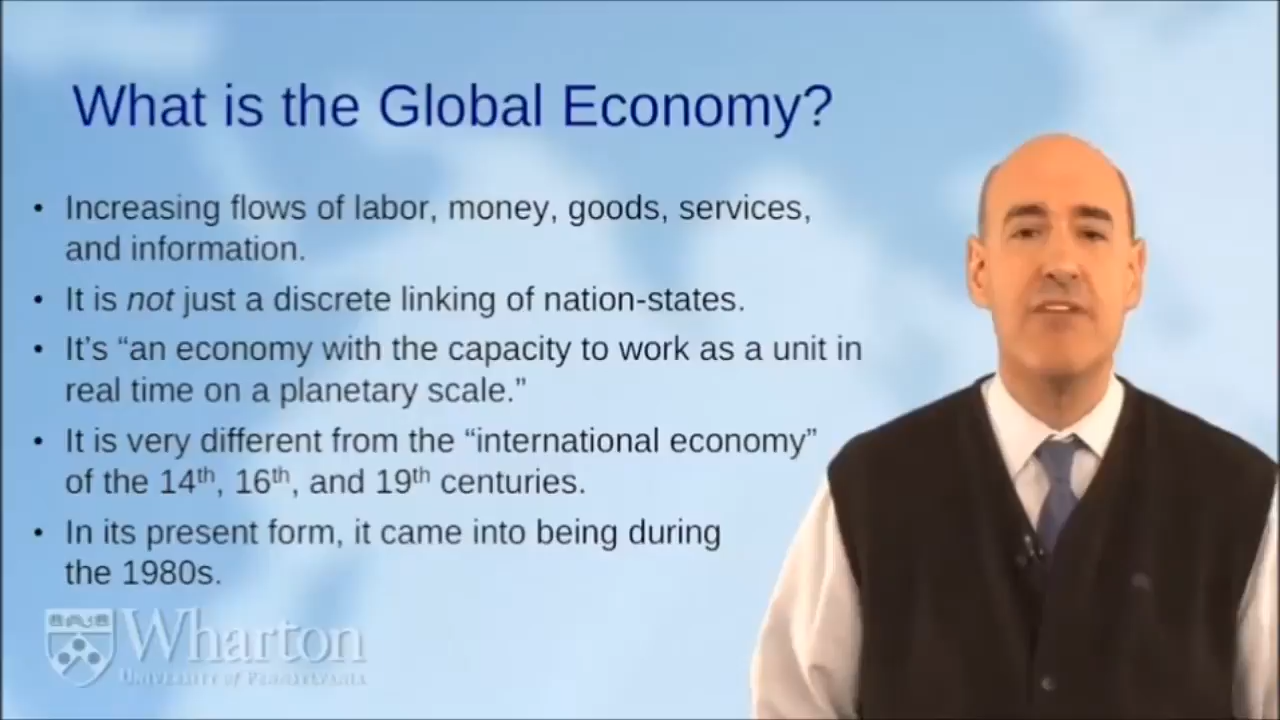 What is the Global Economy?
• Increasing flows of labor, money, goods, services,
and information.
• It is not just a discrete linking of nation-states.
• It’s “an economy with the capacity to work as a unit in
real time on a planetary scale.”
• It is very different from the “international economy”
of the 14th, 16th, and 19th centuries.
• In its present form, it came into being during
the 1980s.
Wharton
UNIVERSITY of PENNSYLVANIA